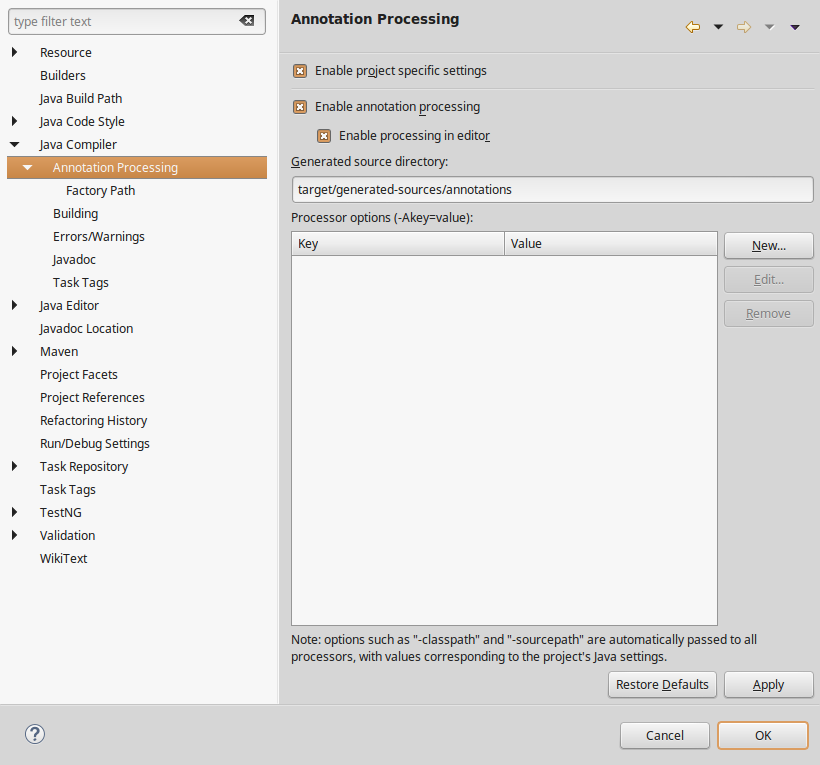 type filter text
Resource
Builders
Java Build Path
Java Code Style
Java Compiler
Annotation Processing
Factory Path
Building
Errors/Warnings
Javadoc
Task Tags
Java Editor
Javadoc Location
Maven
Project Facets
Project References
Refactoring History
Run/Debug Settings
Task Repository
Task Tags
TestNG
Validation
WikiText
Annotation Processing
Enable project specific settings
Enable annotation processing
Enable processing in editor
Generated source directory:
target/generated-sources/annotations
Processor options (-Akey=value):
Key Value
New...
Edit...
Remove
Note: options such as "-classpath" and "-sourcepath" are automatically passed to all
processors, with values corresponding to the project's Java settings.
Restore Defaults Apply
? Cancel OK